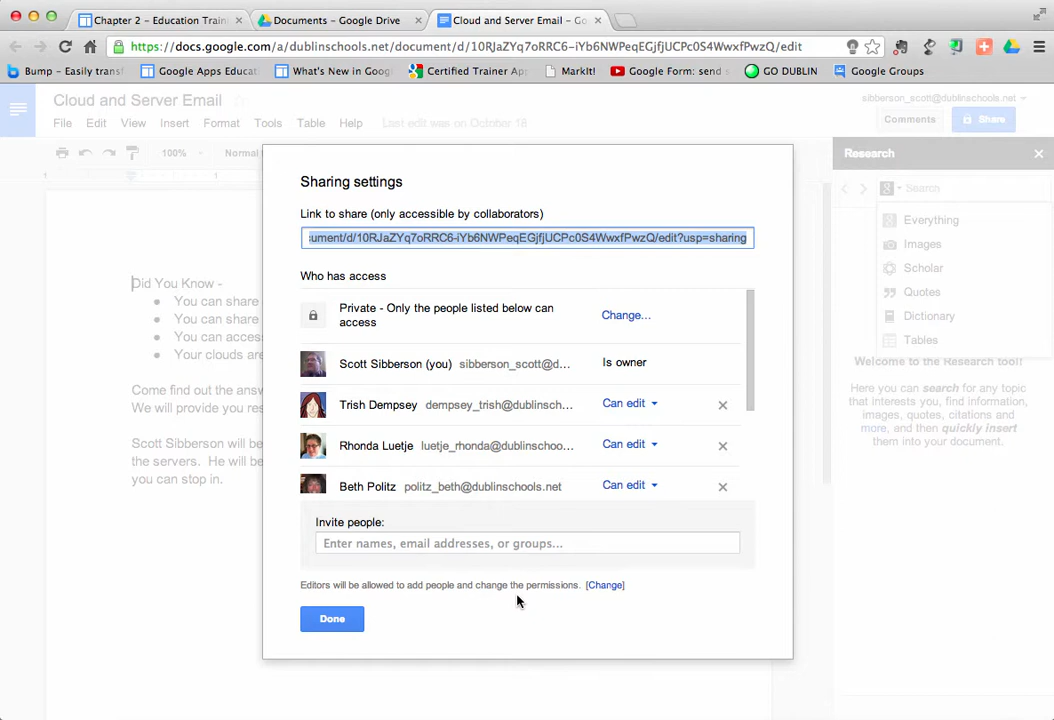 Chapter 2 – Education Traini
Documents – Google Drive
Cloud and Server Email – Go
https://docs.google.com/a/dublinschools.net/document/d/10RJaZYq7oRRC6-iYb6NWPeqEGjfjUCPc0S4WwxfPwzQ/edit
Bump – Easily transf
Google Apps Educat
What's New in Goog
Certified Trainer App
MarkIt!
Google Form: send s
GO DUBLIN
Google Groups
Cloud and Server Email
sibberson_scott@dublinschools.net
File Edit View Insert Format Tools Table Help Last edit was on October 18
Comments
Share
100%
Normal
Research
Search
Everything
Images
Scholar
Quotes
Dictionary
Tables
Welcome to the Research tool!
Here you can search for any topic
that interests you, find information,
images, quotes, citations and
more, and then quickly insert
them into your document.
Did You Know -
You can share
You can share
You can acces
Your clouds are
Come find out the answ
We will provide you res
Scott Sibberson will be
the servers. He will be
you can stop in.
Sharing settings
Link to share (only accessible by collaborators)
ument/d/10RJaZYq7oRRC6-iYb6NWPeqEGjfjUCPc0S4WwxfPwzQ/edit?usp=sharing
Who has access
Private - Only the people listed below can
access
Change...
Scott Sibberson (you) sibberson_scott@d... Is owner
Trish Dempsey dempsey_trish@dublinsch... Can edit
Rhonda Luetje luetje_rhonda@dublinschoo... Can edit
Beth Politz politz_beth@dublinschools.net Can edit
Invite people:
Enter names, email addresses, or groups...
Editors will be allowed to add people and change the permissions. [Change]
Done